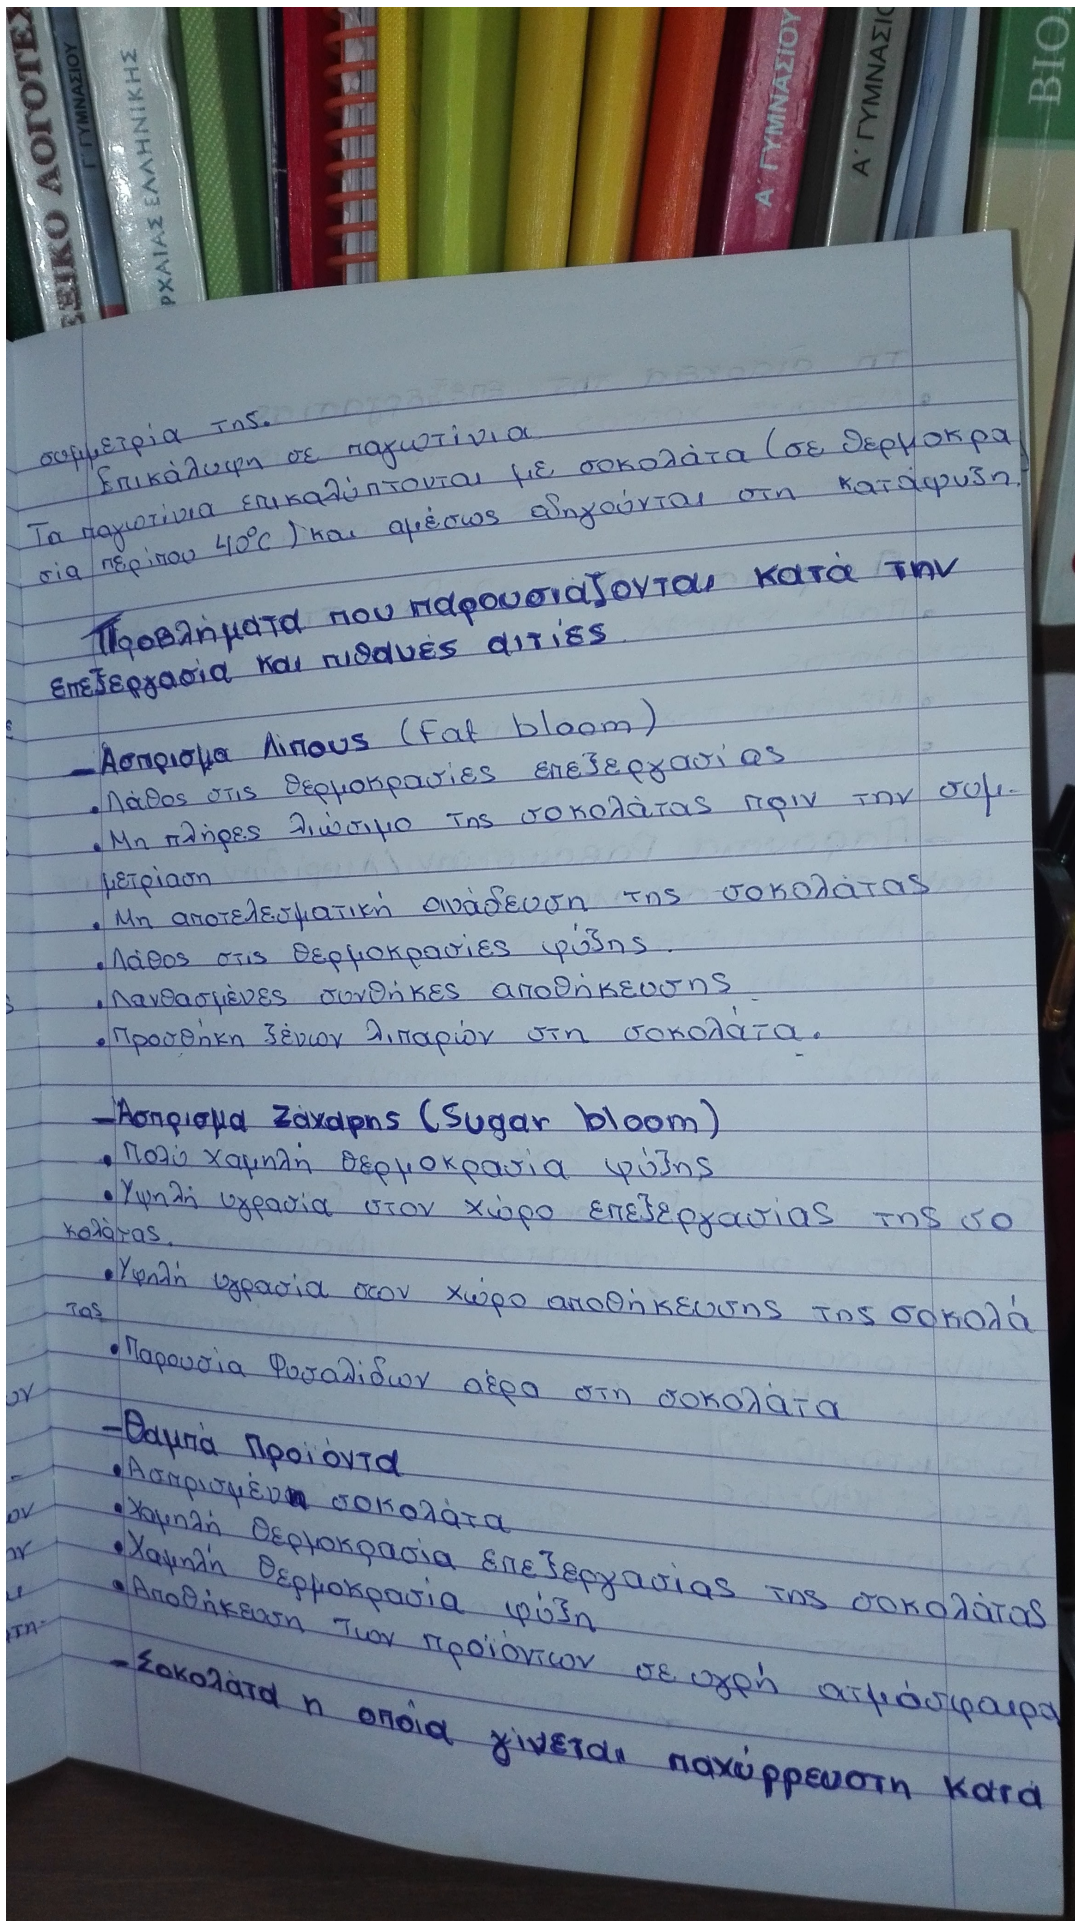 ΛΟΓΟΤΕΧ
Γ΄ ΓΥΜΝΑΣΙΟΥ
ΑΡΧΑΙΑΣ ΕΛΛΗΝΙΚΗΣ
Α΄ ΓΥΜΝΑΣΙΟΥ
Α΄ ΓΥΜΝΑΣΙΟ
ΒΙΟ
συμμετρία της.
Επικάλυψη σε παγωτίνια
Τα παγωτίνια επικαλύπτονται με σοκολάτα (σε θερμοκρα
σία περίπου 40°C) και αμέσως οδηγούνται στη κατάψυξη.
Προβλήματα που παρουσιάζονται κατά την
επεξεργασία και πιθανές αιτίες
- Άσπρισμα Λίπους (Fat bloom)
• Λάθος στις θερμοκρασίες επεξεργασίας
• Μη πλήρες λιώσιμο της σοκολάτας πριν την συμ-
μετρίαση
• Μη αποτελεσματική ανάδευση της σοκολάτας
• Λάθος στις θερμοκρασίες ψύξης.
• Λανθασμένες συνθήκες αποθήκευσης
• Προσθήκη ξένων λιπαρών στη σοκολάτα.
- Άσπρισμα Ζάχαρης (Sugar bloom)
• Πολύ χαμηλή θερμοκρασία ψύξης
• Υψηλή υγρασία στον χώρο επεξεργασίας της σο
κολάτας.
• Υψηλή υγρασία στον χώρο αποθήκευσης της σοκολά
τας
• Παρουσία Φυσαλίδων αέρα στη σοκολάτα
- Θαμπά Προϊόντα
• Ασπρισμένη σοκολάτα
• Χαμηλή θερμοκρασία επεξεργασίας της σοκολάτας
• Χαμηλή θερμοκρασία ψύξη
• Αποθήκευση των προϊόντων σε υγρή ατμόσφαιρα
- Σοκολάτα η οποία γίνεται παχύρρευστη κατά